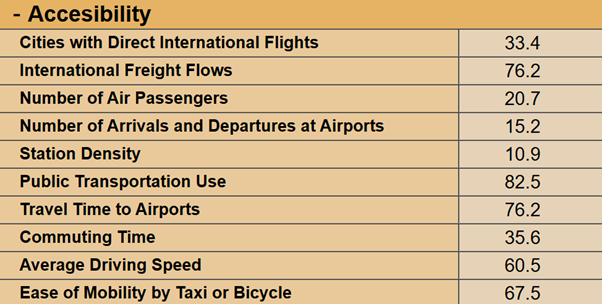 - Accesibility
Cities with Direct International Flights 33.4
International Freight Flows 76.2
Number of Air Passengers 20.7
Number of Arrivals and Departures at Airports 15.2
Station Density 10.9
Public Transportation Use 82.5
Travel Time to Airports 76.2
Commuting Time 35.6
Average Driving Speed 60.5
Ease of Mobility by Taxi or Bicycle 67.5